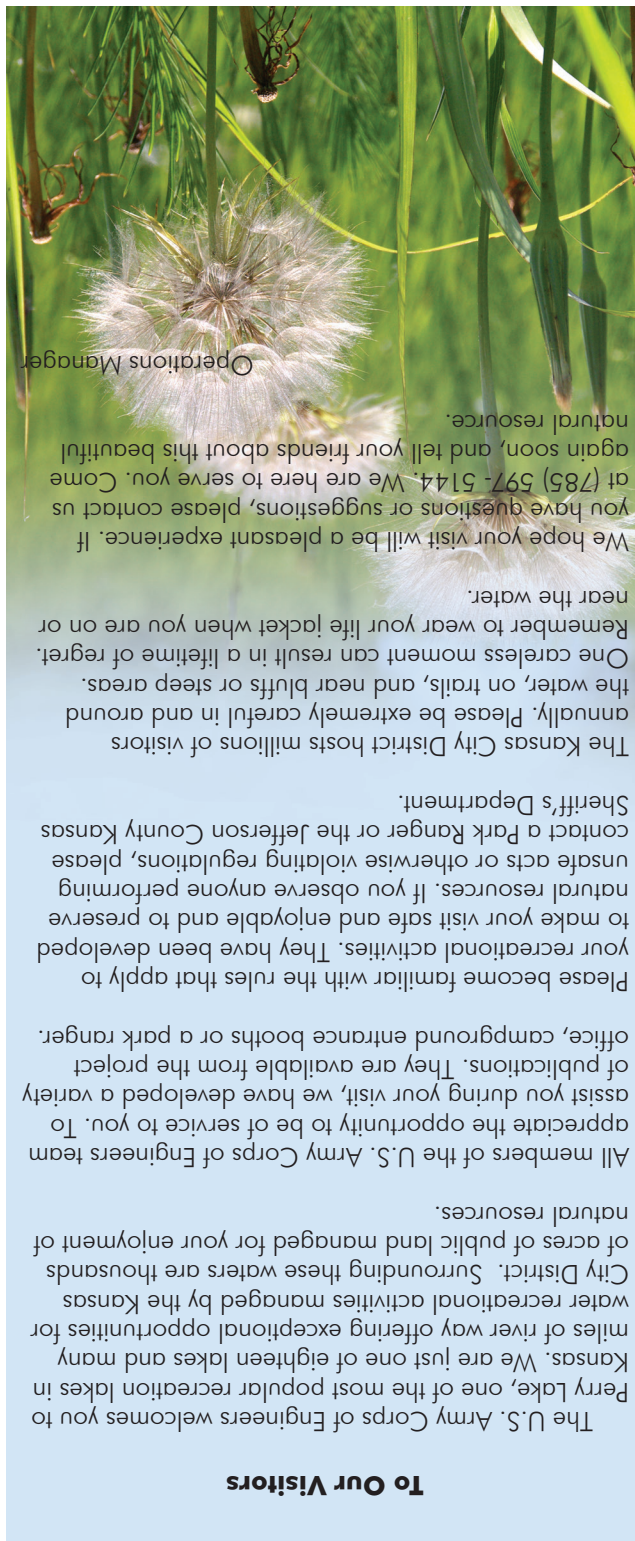 To Our Visitors
The U.S. Army Corps of Engineers welcomes you to
Perry Lake, one of the most popular recreation lakes in
Kansas. We are just one of eighteen lakes and many
miles of river way offering exceptional opportunities for
water recreational activities managed by the Kansas
City District.  Surrounding these waters are thousands
of acres of public land managed for your enjoyment of
natural resources.
All members of the U.S. Army Corps of Engineers team
appreciate the opportunity to be of service to you. To
assist you during your visit, we have developed a variety
of publications. They are available from the project
office, campground entrance booths or a park ranger.
Please become familiar with the rules that apply to
your recreational activities. They have been developed
to make your visit safe and enjoyable and to preserve
natural resources. If you observe anyone performing
unsafe acts or otherwise violating regulations, please
contact a Park Ranger or the Jefferson County Kansas
Sheriff's Department.
The Kansas City District hosts millions of visitors
annually. Please be extremely careful in and around
the water, on trails, and near bluffs or steep areas.
One careless moment can result in a lifetime of regret.
Remember to wear your life jacket when you are on or
near the water.
We hope your visit will be a pleasant experience. If
you have questions or suggestions, please contact us
at (785) 597- 5144. We are here to serve you. Come
again soon, and tell your friends about this beautiful
natural resource.
Operations Manager